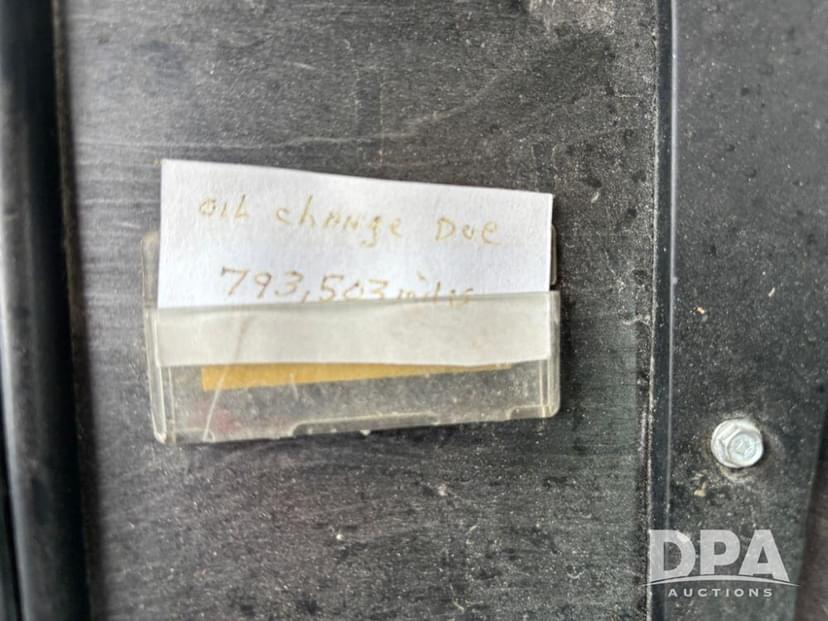 OIL CHANGE DUE
793,503 miles
DPA
AUCTIONS